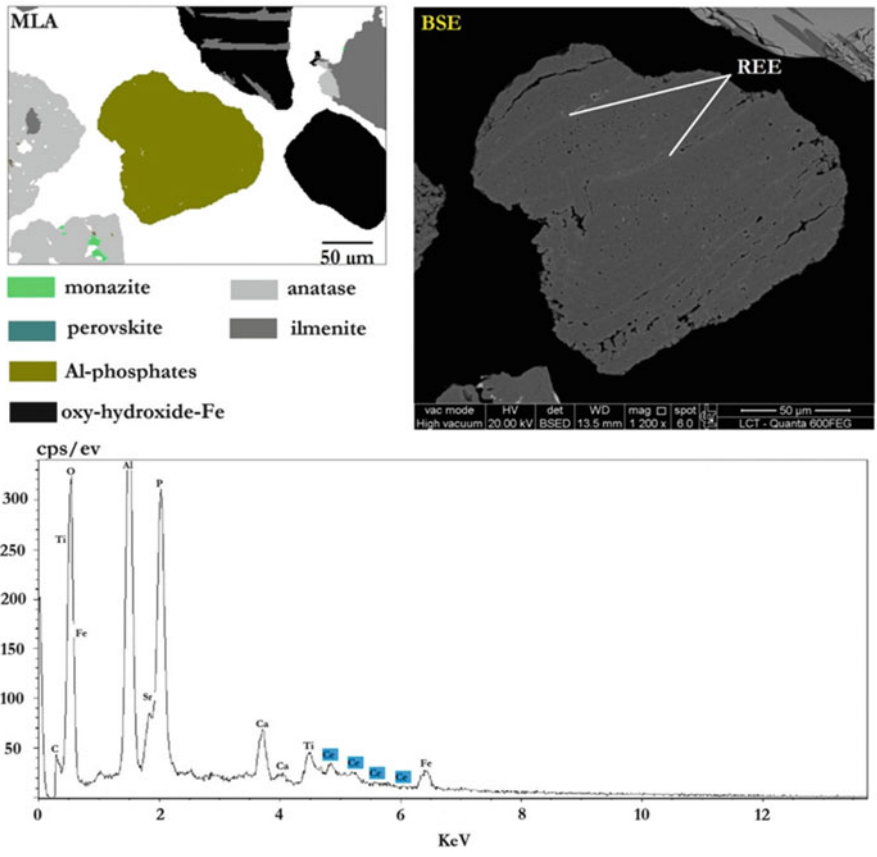 MLA
50 µm
monazite
anatase
perovskite
ilmenite
Al-phosphates
oxy-hydroxide-Fe
BSE
REE
vac mode HV det WD mag □ spot
High vacuum 20.00 kV BSED 13.5 mm 1 200 x 6.0
50 µm
LCT - Quanta 600FEG
cps/ev
300
250
200
150
100
50
C
Ti
O
Fe
Al
Sr
P
Ca
Ca
Ti
Ce
Ce
Ce
Ce
Fe
0 2 4 6 8 10 12
KeV